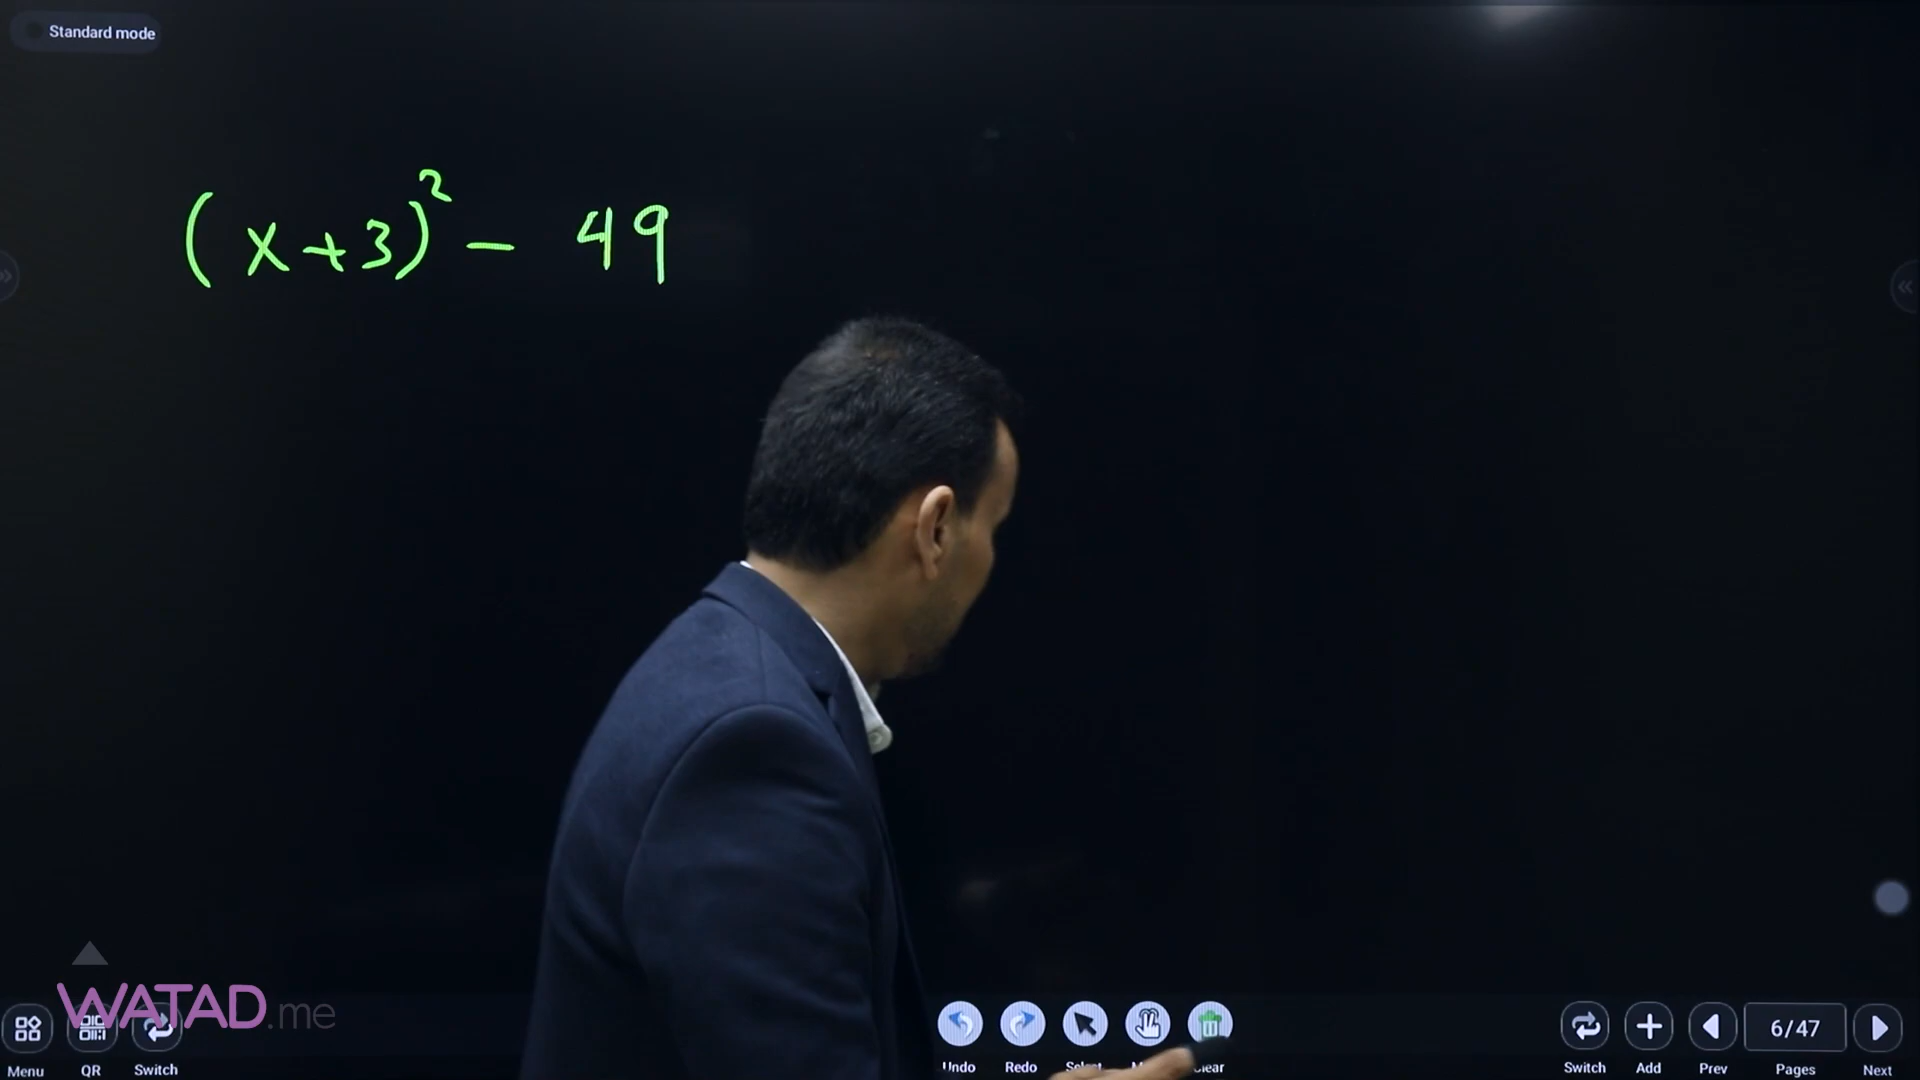 Standard mode
(x+3)² - 49
WATAD.me
Menu
QR
Switch
Undo
Redo
6/47
Switch
Add
Prev
Pages
Next